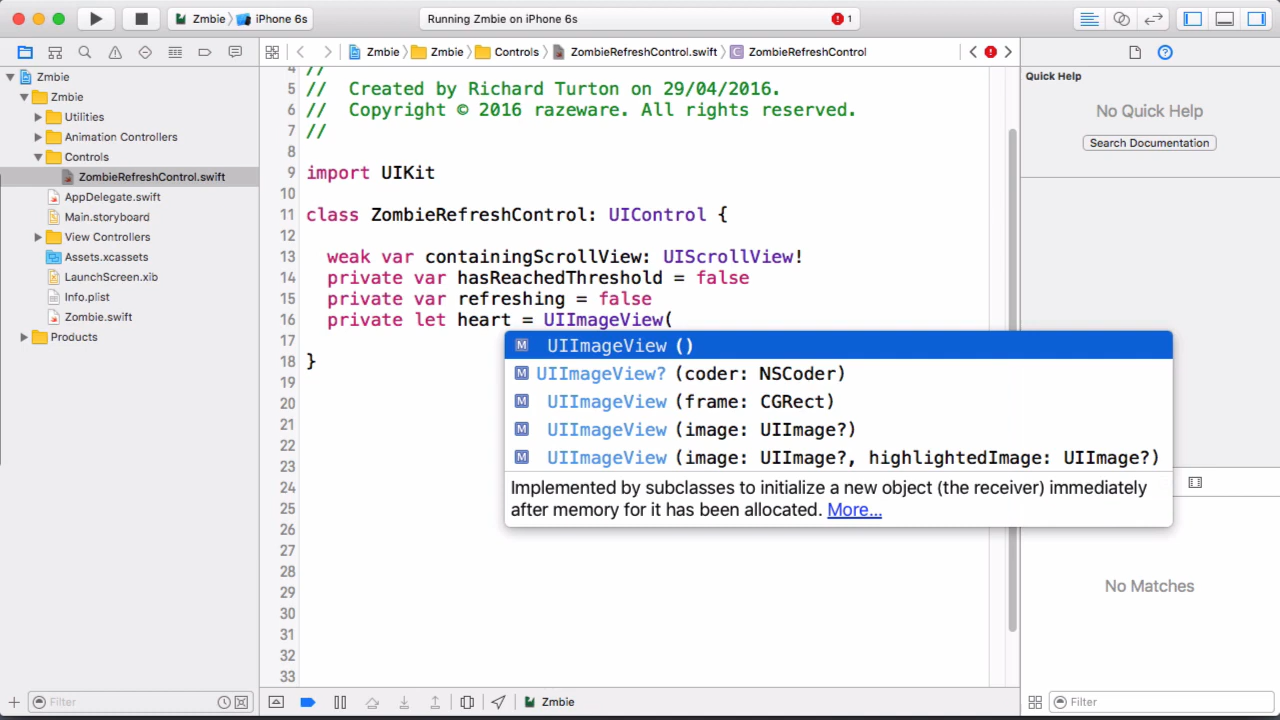 Zmbie iPhone 6s
Running Zmbie on iPhone 6s
1
Zmbie Zmbie Controls ZombieRefreshControl.swift C ZombieRefreshControl
Zmbie
Zmbie
Utilities
Animation Controllers
Controls
ZombieRefreshControl.swift
AppDelegate.swift
Main.storyboard
View Controllers
Assets.xcassets
LaunchScreen.xib
Info.plist
Zombie.swift
Products
Filter
4 //
5 // Created by Richard Turton on 29/04/2016.
6 // Copyright © 2016 razeware. All rights reserved.
7 //
8
9 import UIKit
10
11 class ZombieRefreshControl: UIControl {
12
13 weak var containingScrollView: UIScrollView!
14 private var hasReachedThreshold = false
15 private var refreshing = false
16 private let heart = UIImageView(
17
18 }
19
20
21
22
23
24
25
26
27
28
29
30
31
32
33
M UIImageView ()
M UIImageView? (coder: NSCoder)
M UIImageView (frame: CGRect)
M UIImageView (image: UIImage?)
M UIImageView (image: UIImage?, highlightedImage: UIImage?)
Implemented by subclasses to initialize a new object (the receiver) immediately
after memory for it has been allocated. More...
Zmbie
Quick Help
No Quick Help
Search Documentation
No Matches
Filter